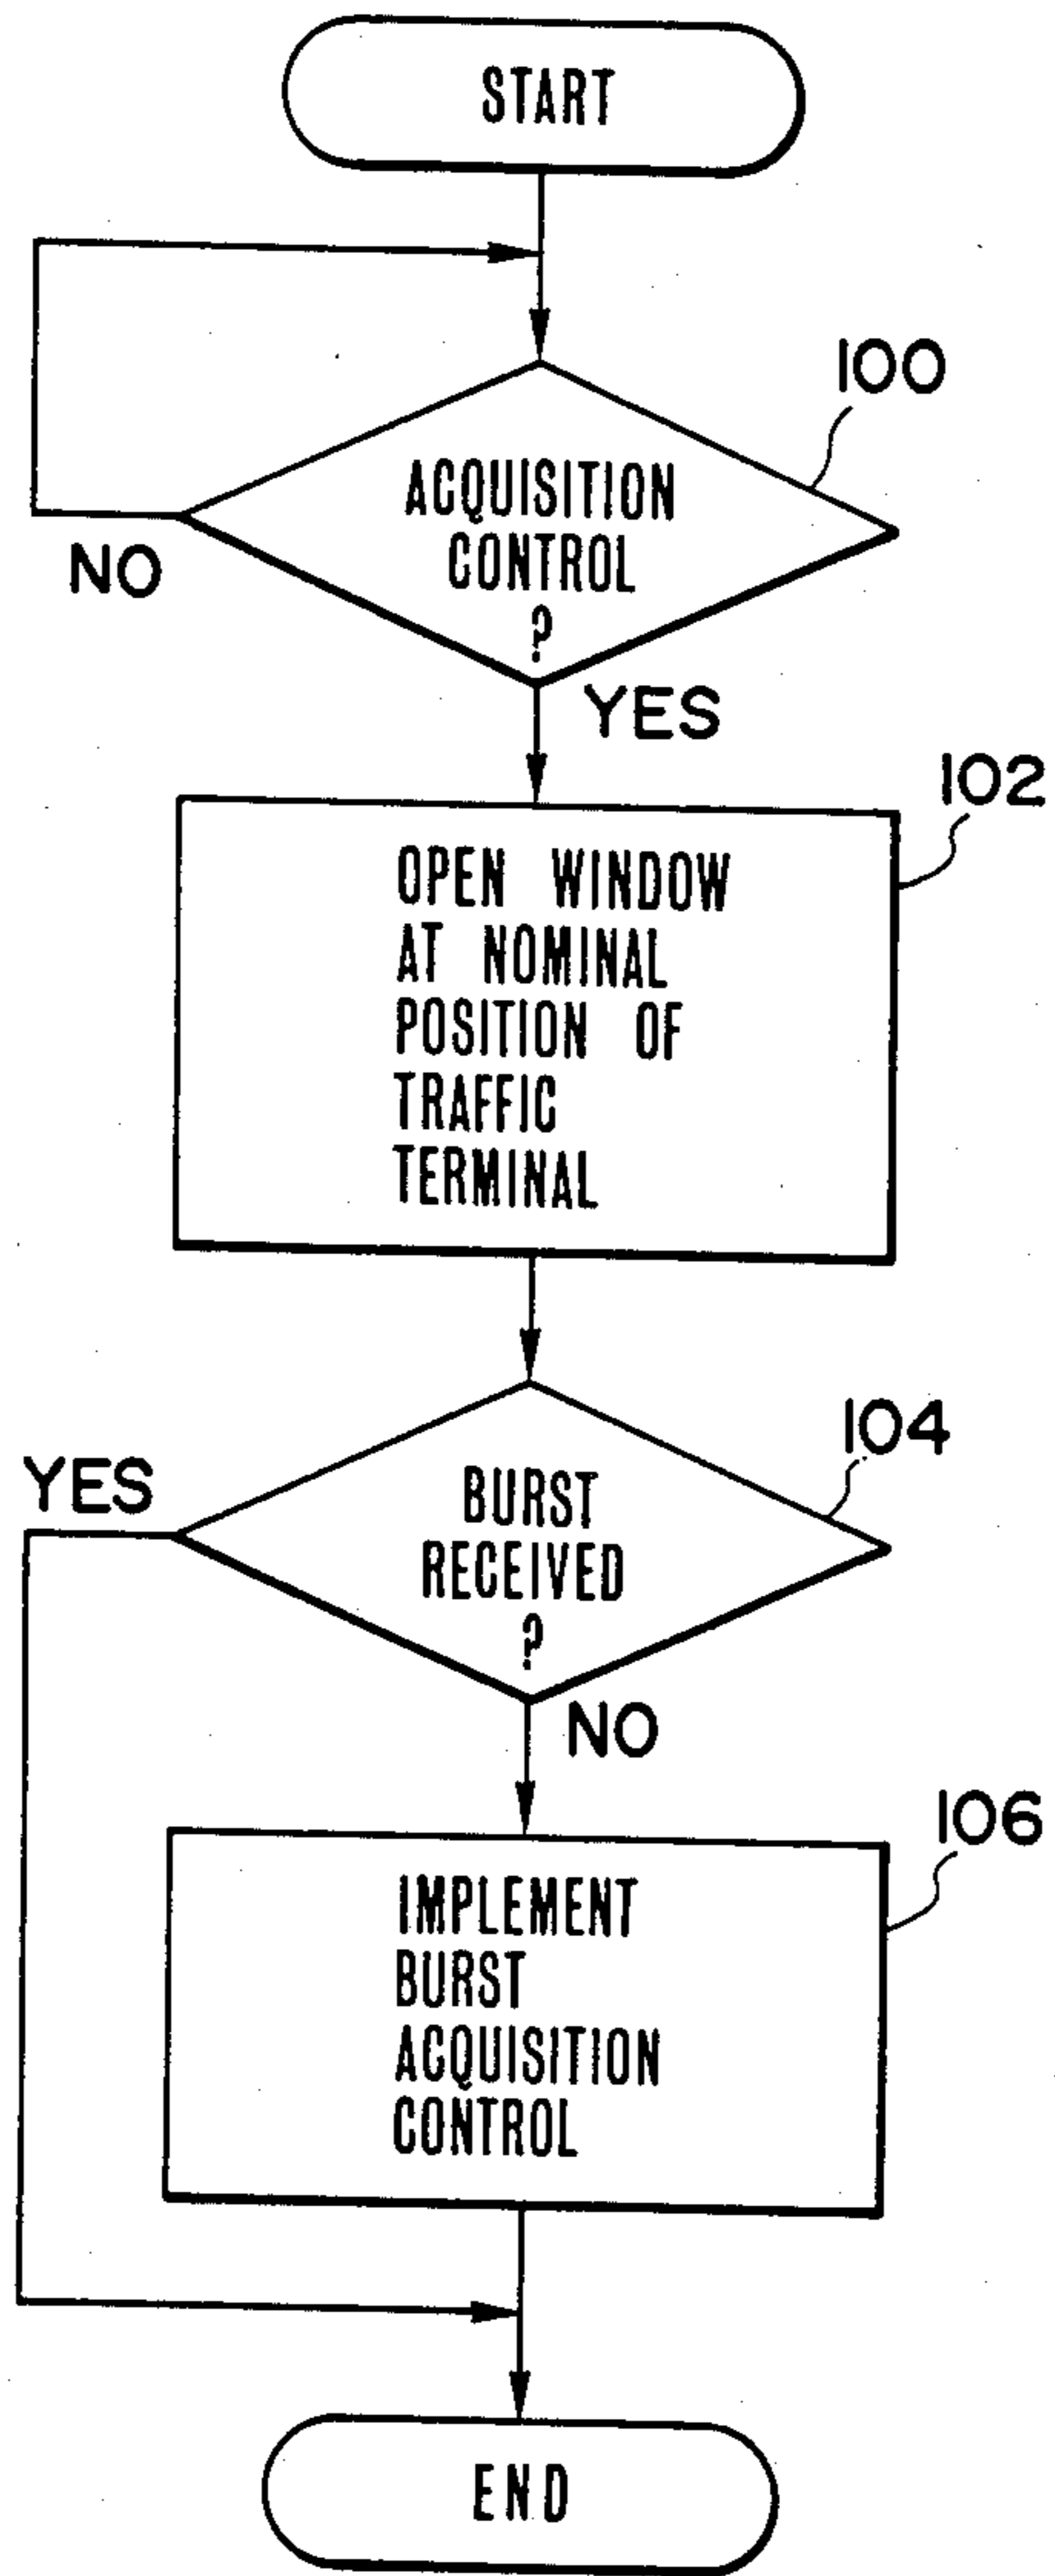 START
100
ACQUISITION
CONTROL
?
NO
YES
102
OPEN WINDOW
AT NOMINAL
POSITION OF
TRAFFIC
TERMINAL
104
YES
BURST
RECEIVED
?
NO
106
IMPLEMENT
BURST
ACQUISITION
CONTROL
END